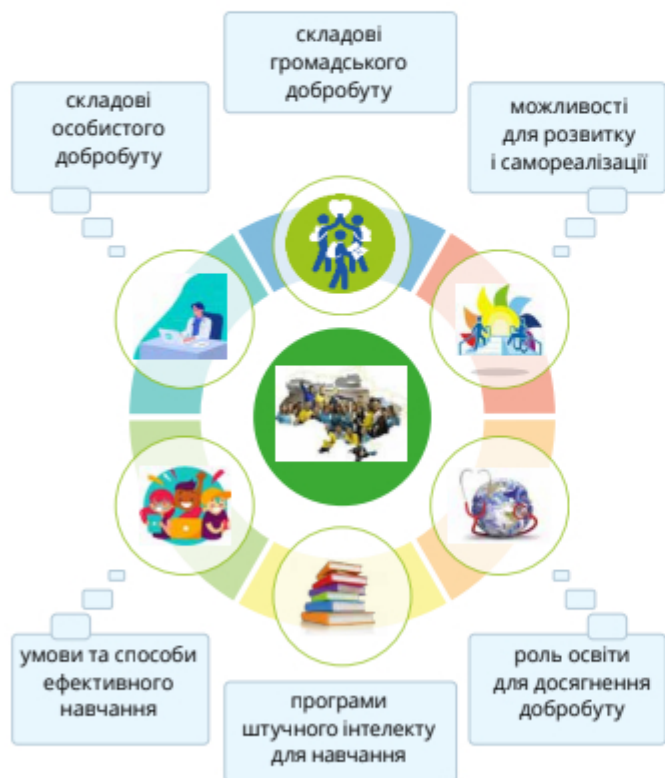 складові
громадського
добробуту
складові
особистого
добробуту
можливості
для розвитку
і самореалізації
умови та способи
ефективного
навчання
програми
штучного інтелекту
для навчання
роль освіти
для досягнення
добробуту